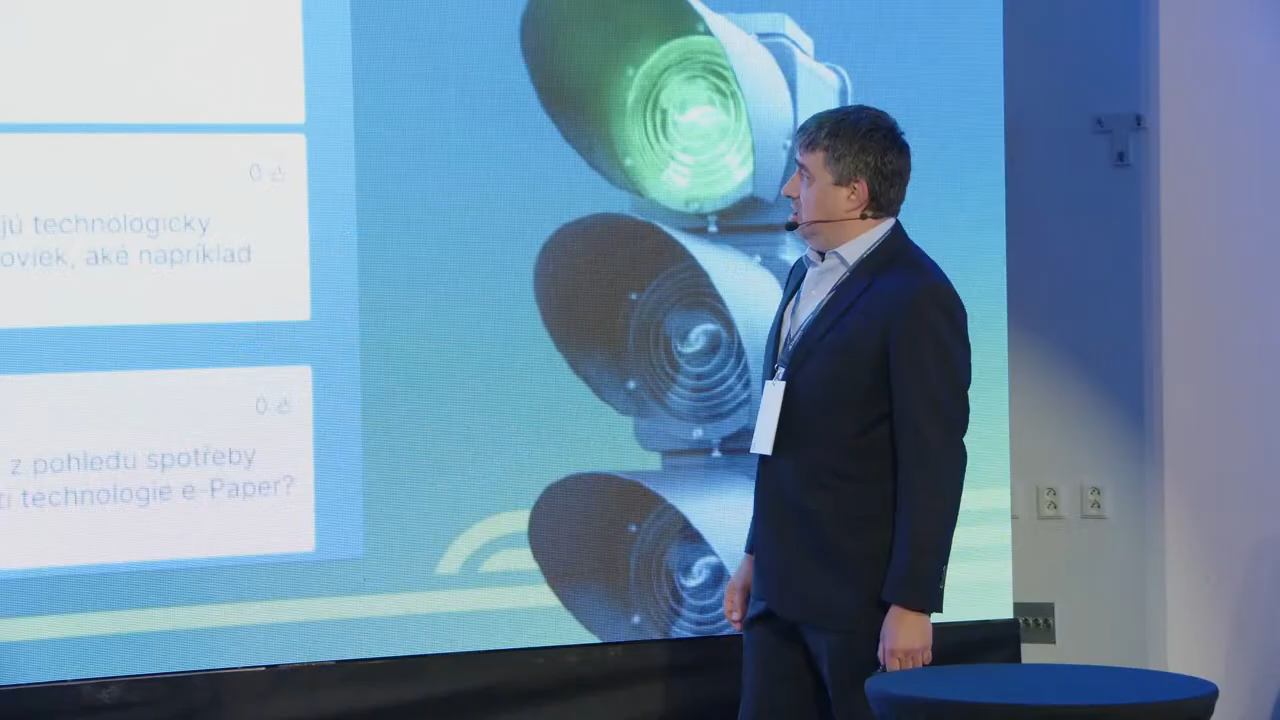 0
jú technologicky
oviek, aké napríklad
0
z pohledu spotřeby
ti technologie e-Paper?